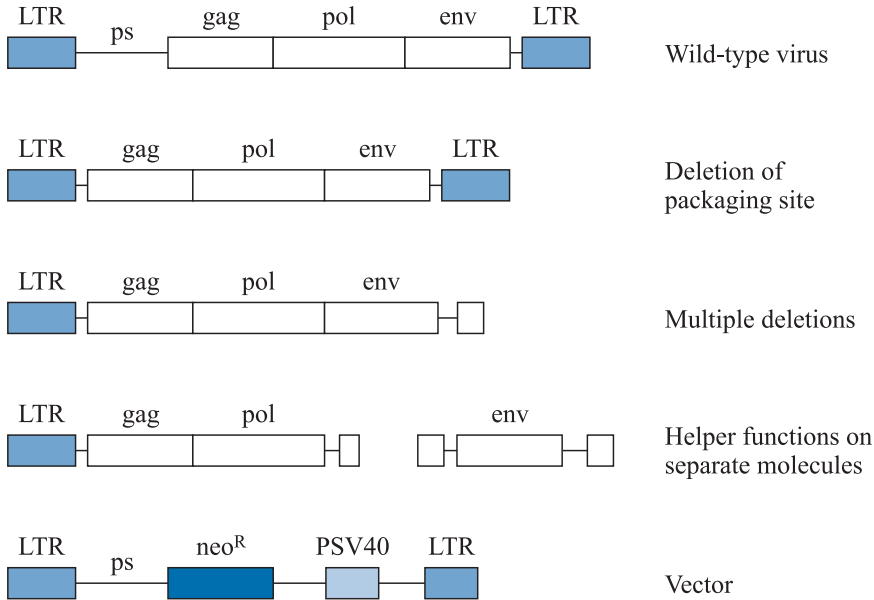 LTR ps gag pol env LTR
Wild-type virus
LTR gag pol env LTR
Deletion of
packaging site
LTR gag pol env
Multiple deletions
LTR gag pol env
Helper functions on
separate molecules
LTR ps neoR PSV40 LTR
Vector